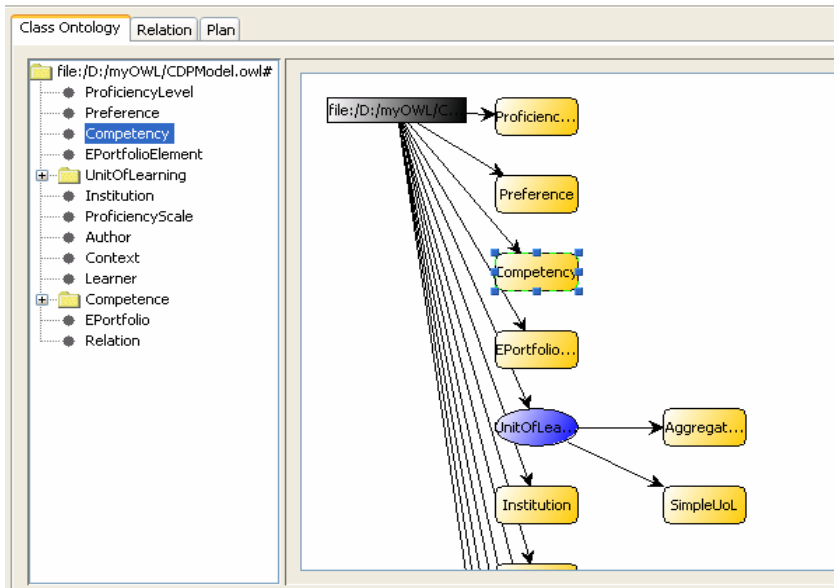 Class Ontology Relation Plan
file:/D:/myOWL/CDPModel.owl#
ProficiencyLevel
Preference
Competency
EPortfolioElement
UnitOfLearning
Institution
ProficiencyScale
Author
Context
Learner
Competence
EPortfolio
Relation
file:/D:/myOWL/C...
Proficienc...
Preference
Competency
EPortfolio...
UnitOfLea...
Aggregat...
Institution
SimpleUoL